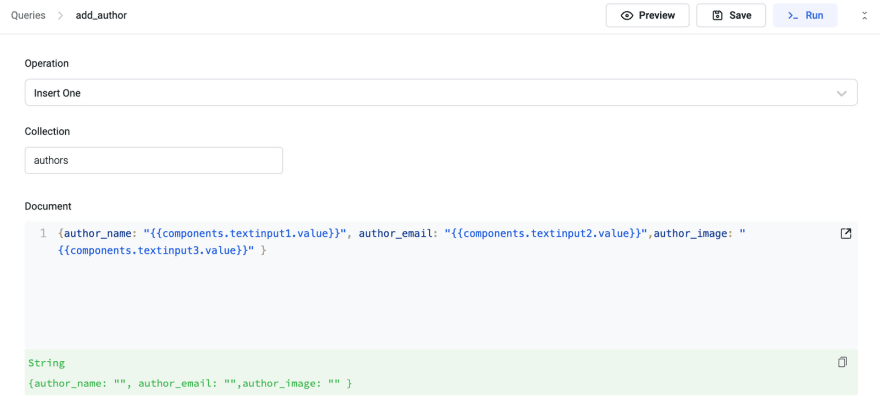 Queries > add_author
Preview
Save
>_ Run
Operation
Insert One
Collection
authors
Document
1 {author_name: "{{components.textinput1.value}}", author_email: "{{components.textinput2.value}}",author_image: "
{{components.textinput3.value}}" }
String
{author_name: "", author_email: "",author_image: "" }